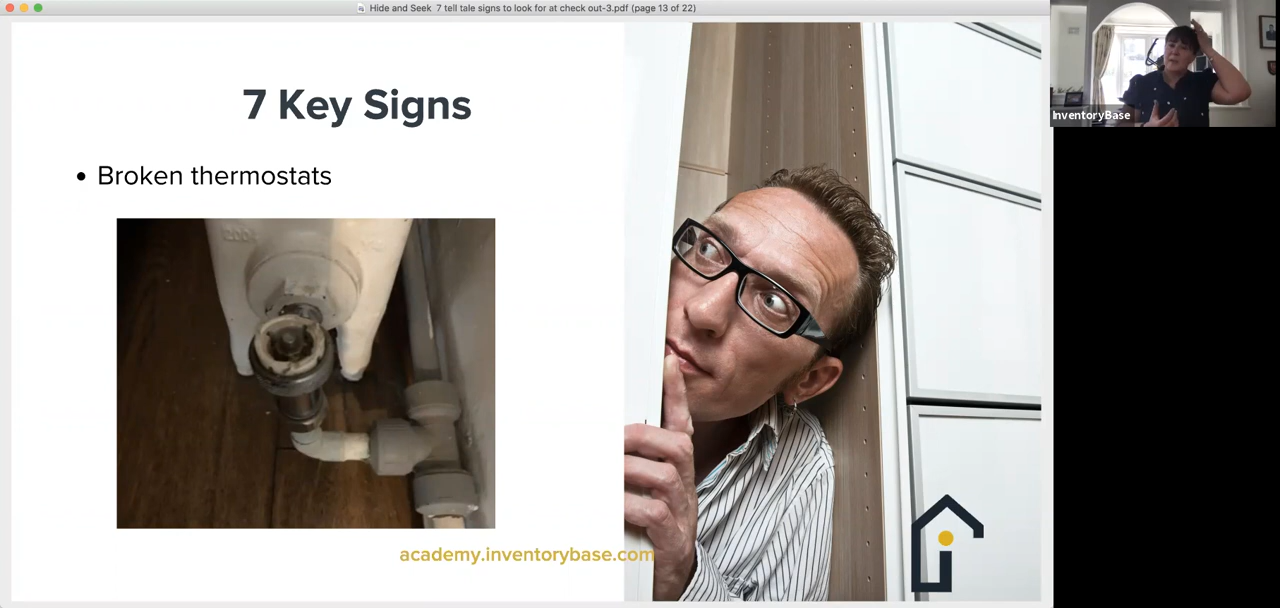 Hide and Seek 7 tell tale signs to look for at check out-3.pdf (page 13 of 22)
7 Key Signs
• Broken thermostats
academy.inventorybase.com
InventoryBase